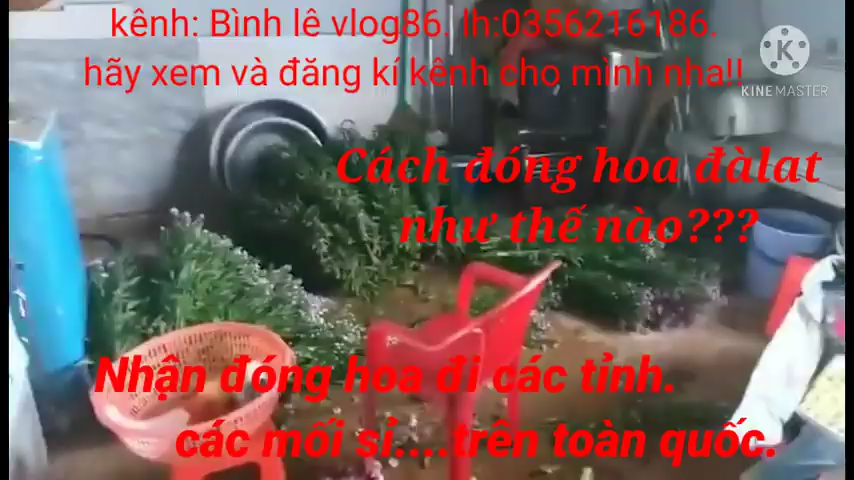 kênh: Bình lê vlog86. lh:0356216186.
hãy xem và đăng kí kênh cho mình nha!!
KINEMASTER
Cách đóng hoa đàlat
như thế nào???
Nhận đóng hoa đi các tỉnh.
các mối sỉ....trên toàn quốc.